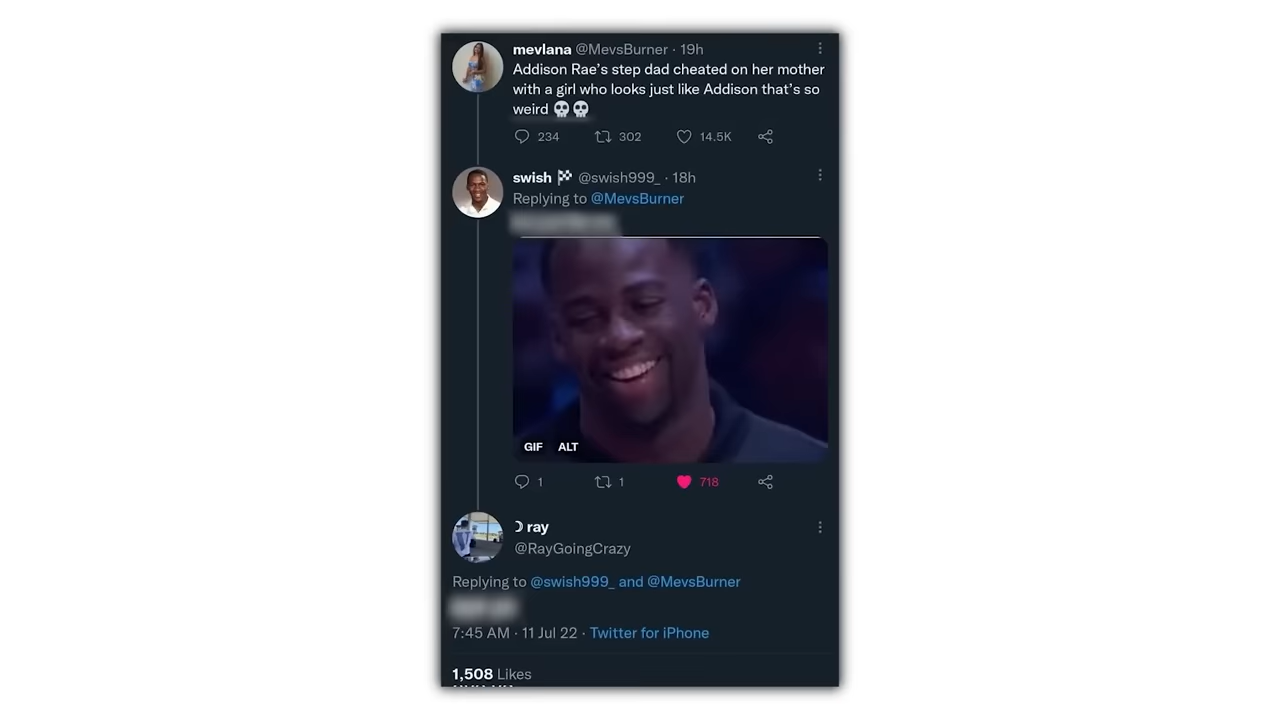 mevlana @MevsBurner · 19h
Addison Rae's step dad cheated on her mother
with a girl who looks just like Addison that's so
weird 💀💀
234 302 14.5K
swish 🏁 @swish999_ · 18h
Replying to @MevsBurner
GIF ALT
1 1 718
☽ ray
@RayGoingCrazy
Replying to @swish999_ and @MevsBurner
7:45 AM · 11 Jul 22 · Twitter for iPhone
1,508 Likes